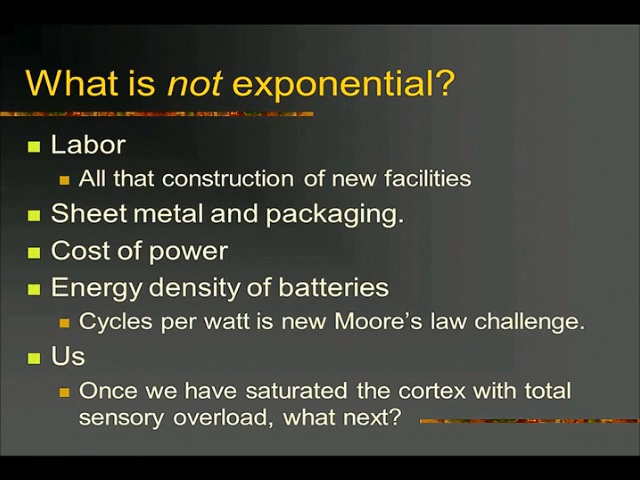 What is not exponential?
Labor
All that construction of new facilities
Sheet metal and packaging.
Cost of power
Energy density of batteries
Cycles per watt is new Moore's law challenge.
Us
Once we have saturated the cortex with total
sensory overload, what next?